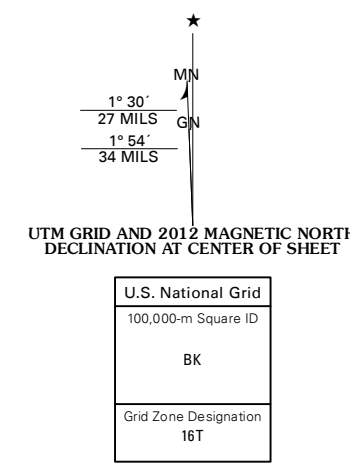 MN
1° 30´
27 MILS
GN
1° 54´
34 MILS
UTM GRID AND 2012 MAGNETIC NORTH
DECLINATION AT CENTER OF SHEET
U.S. National Grid
100,000-m Square ID
BK
Grid Zone Designation
16T